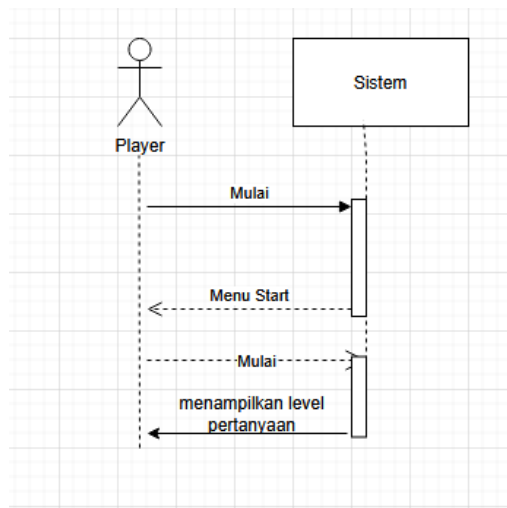 Sistem
Player
Mulai
Menu Start
Mulai
menampilkan level
pertanyaan